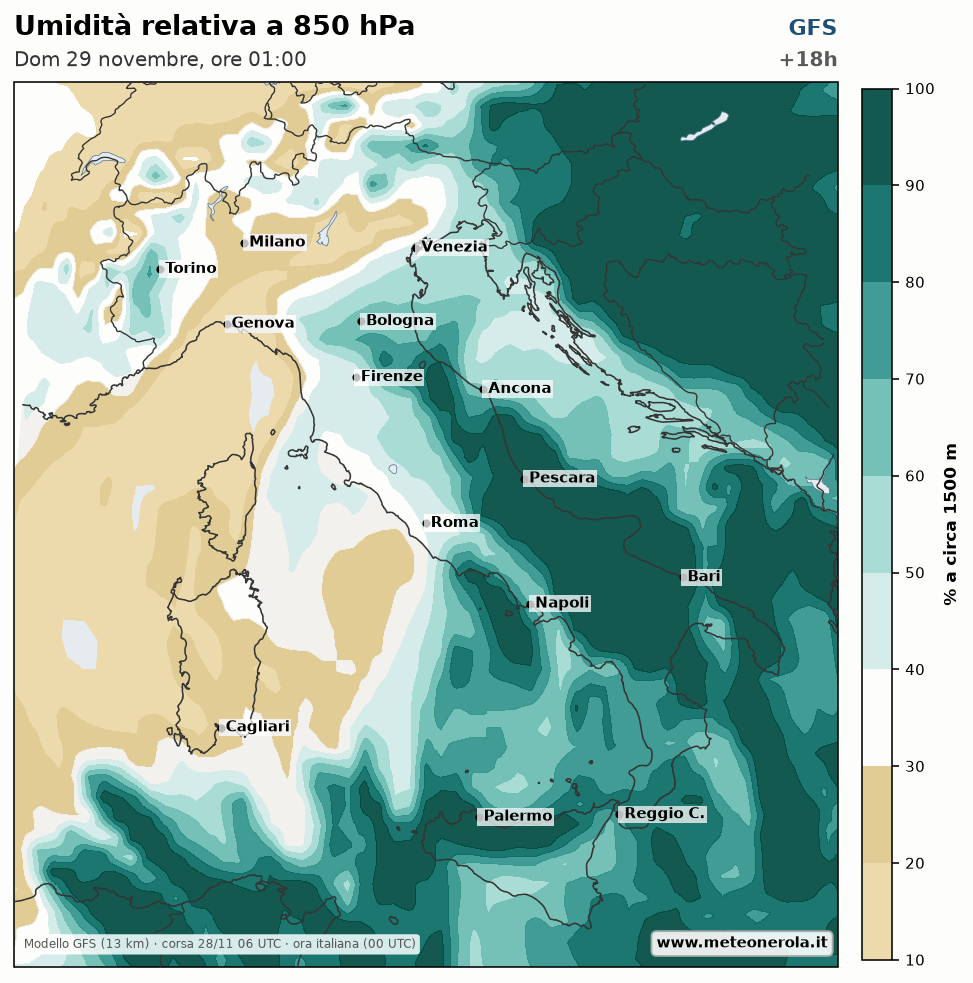 Umidità relativa a 850 hPa
GFS
Dom 29 novembre, ore 01:00
+18h
100
90
80
70
60
50
40
30
20
10
% a circa 1500 m
Milano
Venezia
Torino
Genova
Bologna
Firenze
Ancona
Pescara
Roma
Bari
Napoli
Cagliari
Palermo
Reggio C.
Modello GFS (13 km) · corsa 28/11 06 UTC · ora italiana (00 UTC)
www.meteonerola.it